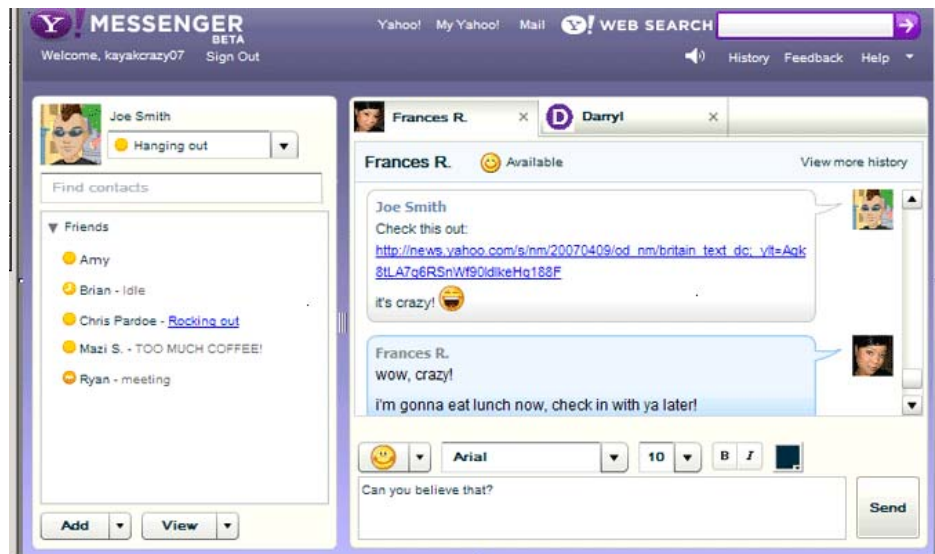 Y! MESSENGER
BETA
Yahoo! My Yahoo! Mail Y! WEB SEARCH
Welcome, kayakcrazy07 Sign Out
History Feedback Help
Joe Smith
Hanging out
Find contacts
Friends
Amy
Brian - Idle
Chris Pardoe - Rocking out
Mazi S. - TOO MUCH COFFEE!
Ryan - meeting
Add View
Frances R. × D Darryl ×
Frances R. Available View more history
Joe Smith
Check this out:
http://news.yahoo.com/s/nm/20070409/od_nm/britain_text_dc;_ylt=Aqk
8tLA7q6RSnWf90ldlkeHq188F
it's crazy!
Frances R.
wow, crazy!
i'm gonna eat lunch now, check in with ya later!
Arial 10 B I
Can you believe that?
Send